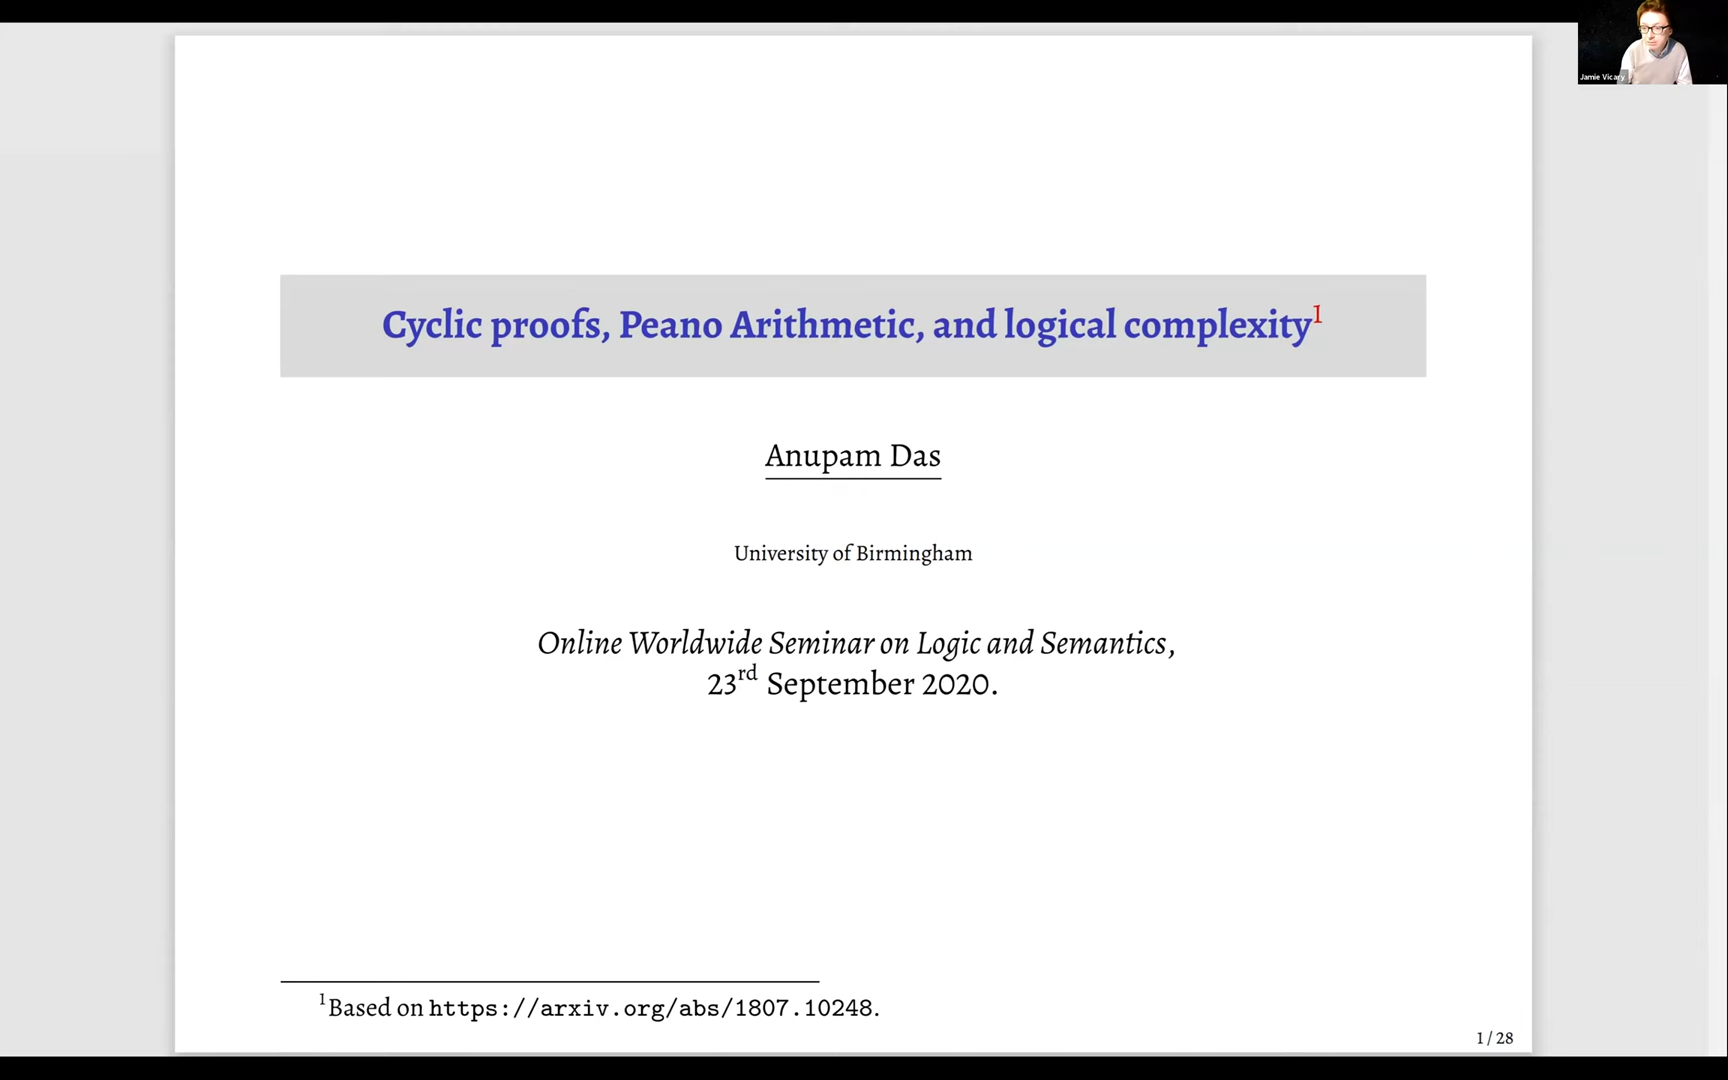 Jamie Vicary
Cyclic proofs, Peano Arithmetic, and logical complexity¹
Anupam Das
University of Birmingham
Online Worldwide Seminar on Logic and Semantics,
23rd September 2020.
¹Based on https://arxiv.org/abs/1807.10248.
1 / 28